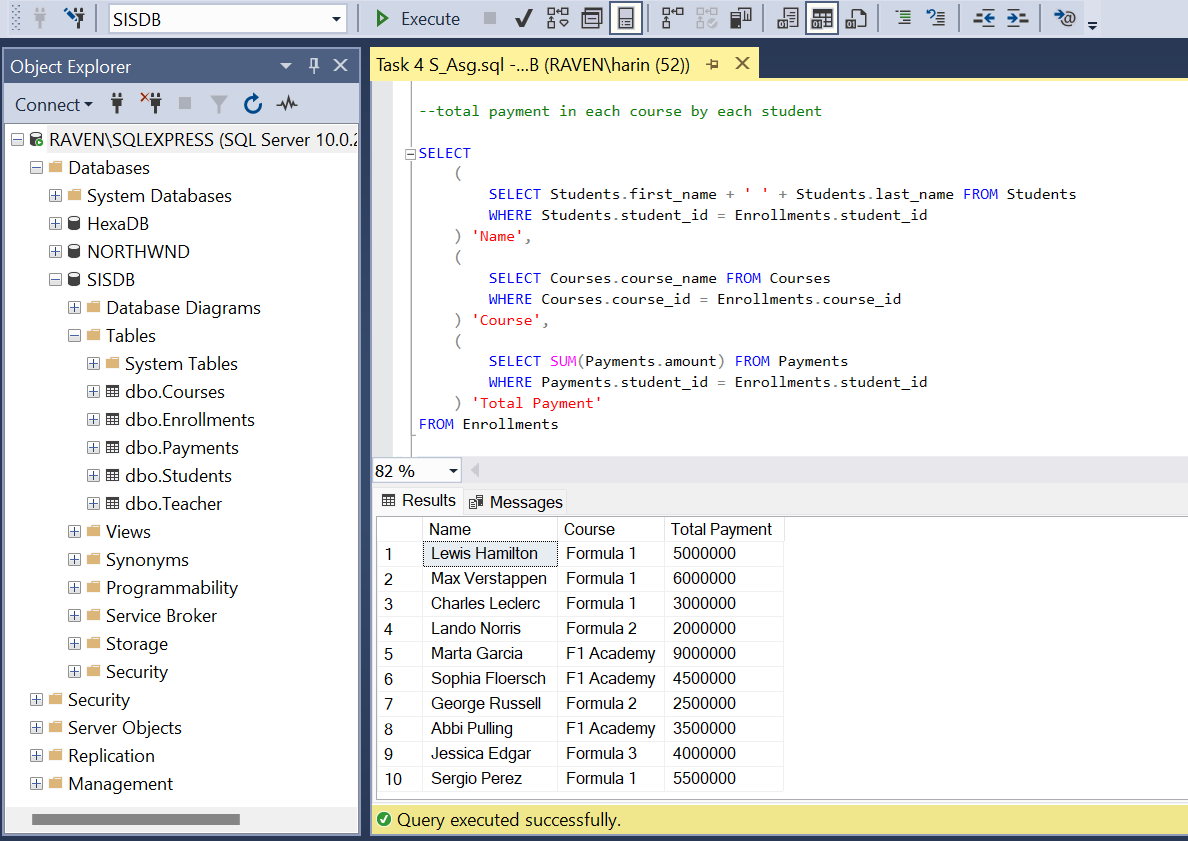 SISDB
Execute
Object Explorer
Connect
RAVEN\SQLEXPRESS (SQL Server 10.0.2
Databases
System Databases
HexaDB
NORTHWND
SISDB
Database Diagrams
Tables
System Tables
dbo.Courses
dbo.Enrollments
dbo.Payments
dbo.Students
dbo.Teacher
Views
Synonyms
Programmability
Service Broker
Storage
Security
Security
Server Objects
Replication
Management
Task 4 S_Asg.sql -...B (RAVEN\harin (52))
--total payment in each course by each student
SELECT
(
SELECT Students.first_name + ' ' + Students.last_name FROM Students
WHERE Students.student_id = Enrollments.student_id
) 'Name',
(
SELECT Courses.course_name FROM Courses
WHERE Courses.course_id = Enrollments.course_id
) 'Course',
(
SELECT SUM(Payments.amount) FROM Payments
WHERE Payments.student_id = Enrollments.student_id
) 'Total Payment'
FROM Enrollments
82 %
Results Messages
Name Course Total Payment
1 Lewis Hamilton Formula 1 5000000
2 Max Verstappen Formula 1 6000000
3 Charles Leclerc Formula 1 3000000
4 Lando Norris Formula 2 2000000
5 Marta Garcia F1 Academy 9000000
6 Sophia Floersch F1 Academy 4500000
7 George Russell Formula 2 2500000
8 Abbi Pulling F1 Academy 3500000
9 Jessica Edgar Formula 3 4000000
10 Sergio Perez Formula 1 5500000
Query executed successfully.